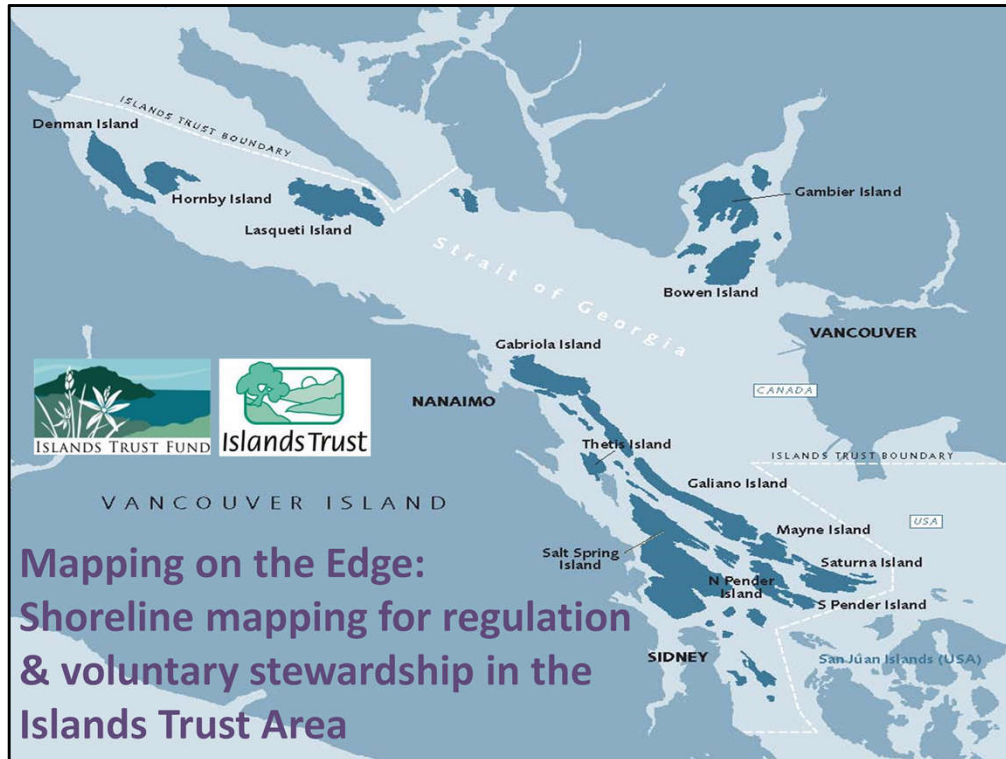 ISLANDS TRUST BOUNDARY
Denman Island
Hornby Island
Lasqueti Island
Gambier Island
Bowen Island
Strait of Georgia
VANCOUVER
Gabriola Island
CANADA
NANAIMO
ISLANDS TRUST FUND
Islands Trust
Thetis Island
ISLANDS TRUST BOUNDARY
Galiano Island
VANCOUVER ISLAND
USA
Mayne Island
Salt Spring
Island
Saturna Island
N Pender
Island
S Pender Island
SIDNEY
San Juan Islands (USA)
Mapping on the Edge:
Shoreline mapping for regulation
& voluntary stewardship in the
Islands Trust Area